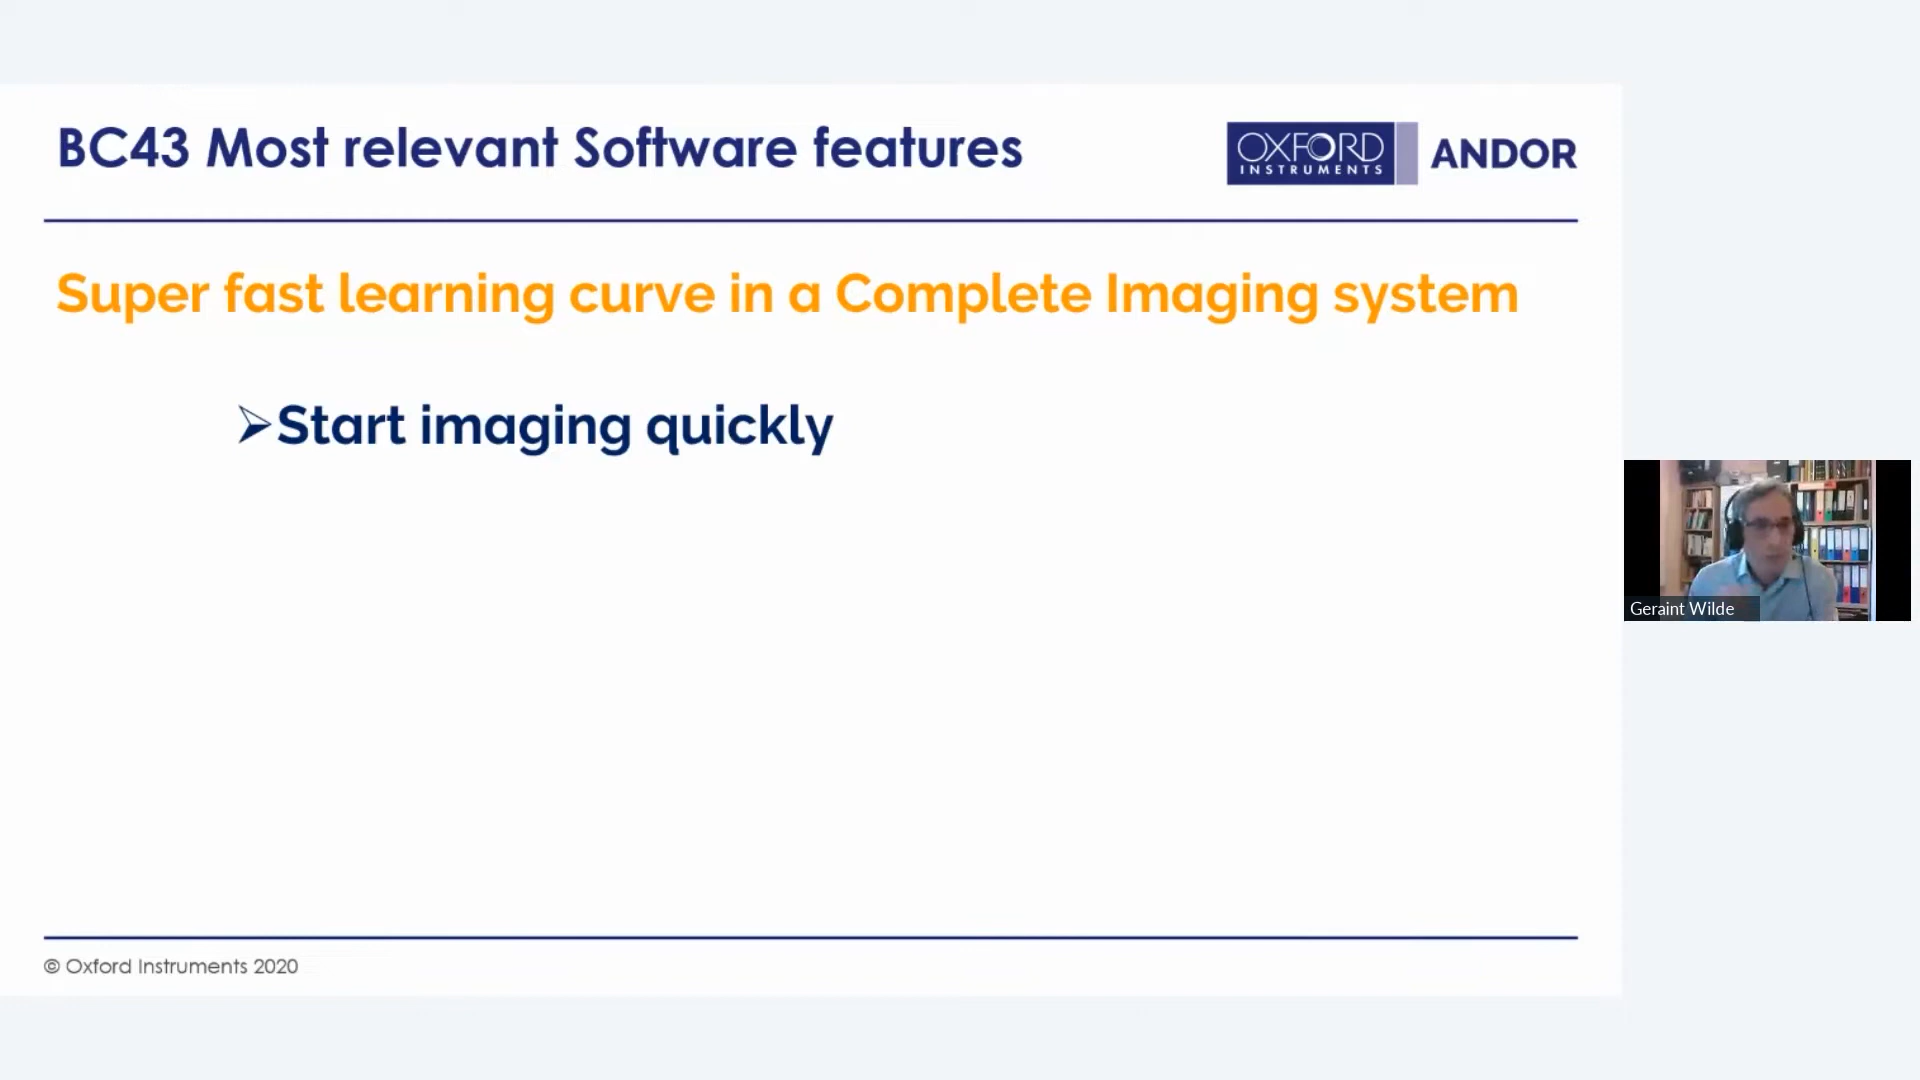 BC43 Most relevant Software features
OXFORD
INSTRUMENTS
ANDOR
Super fast learning curve in a Complete Imaging system
➢Start imaging quickly
Geraint Wilde
© Oxford Instruments 2020